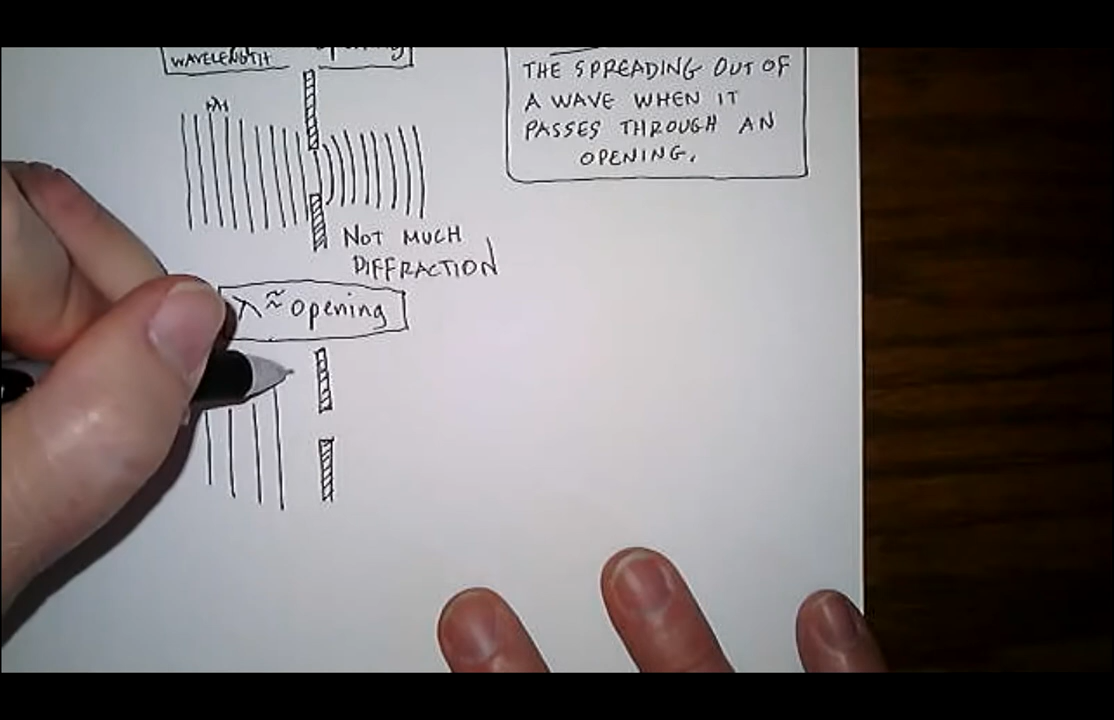 WAVELENGTH
THE SPREADING OUT OF
A WAVE WHEN IT
PASSES THROUGH AN
OPENING.
NOT MUCH
DIFFRACTION
λ ≈ opening